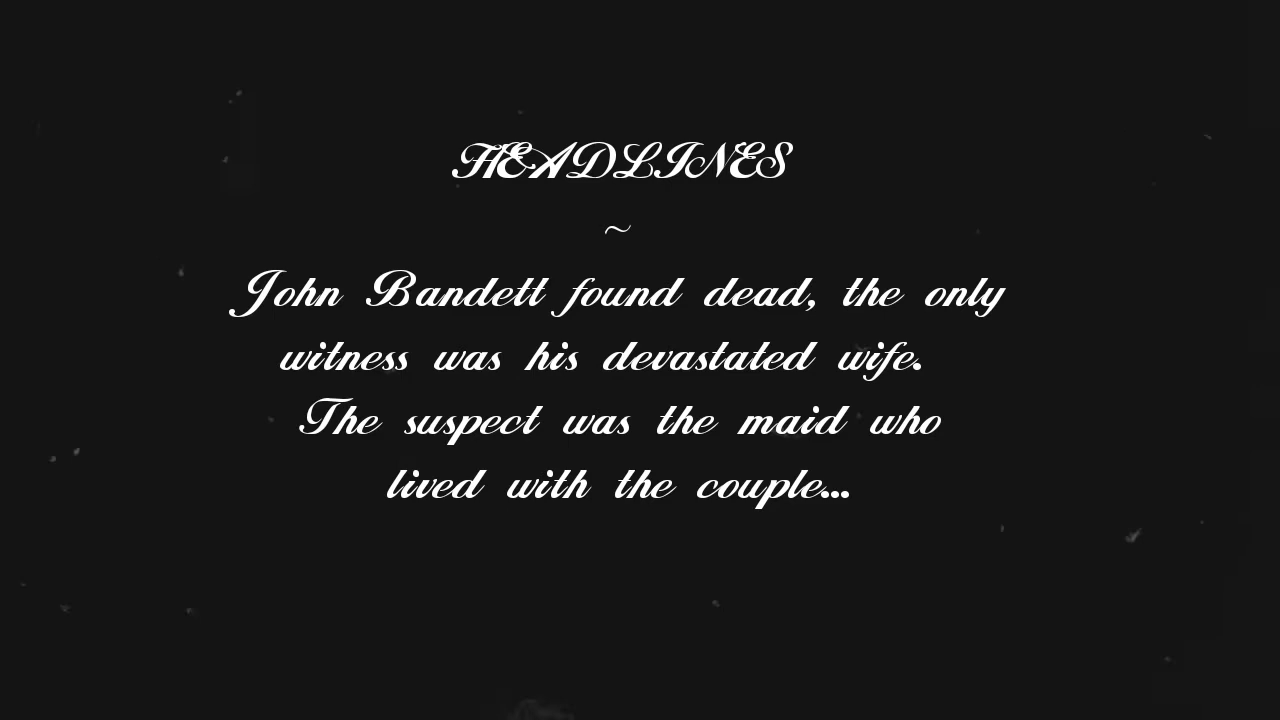 HEADLINES
~
John Bandett found dead, the only
witness was his devastated wife.
The suspect was the maid who
lived with the couple...